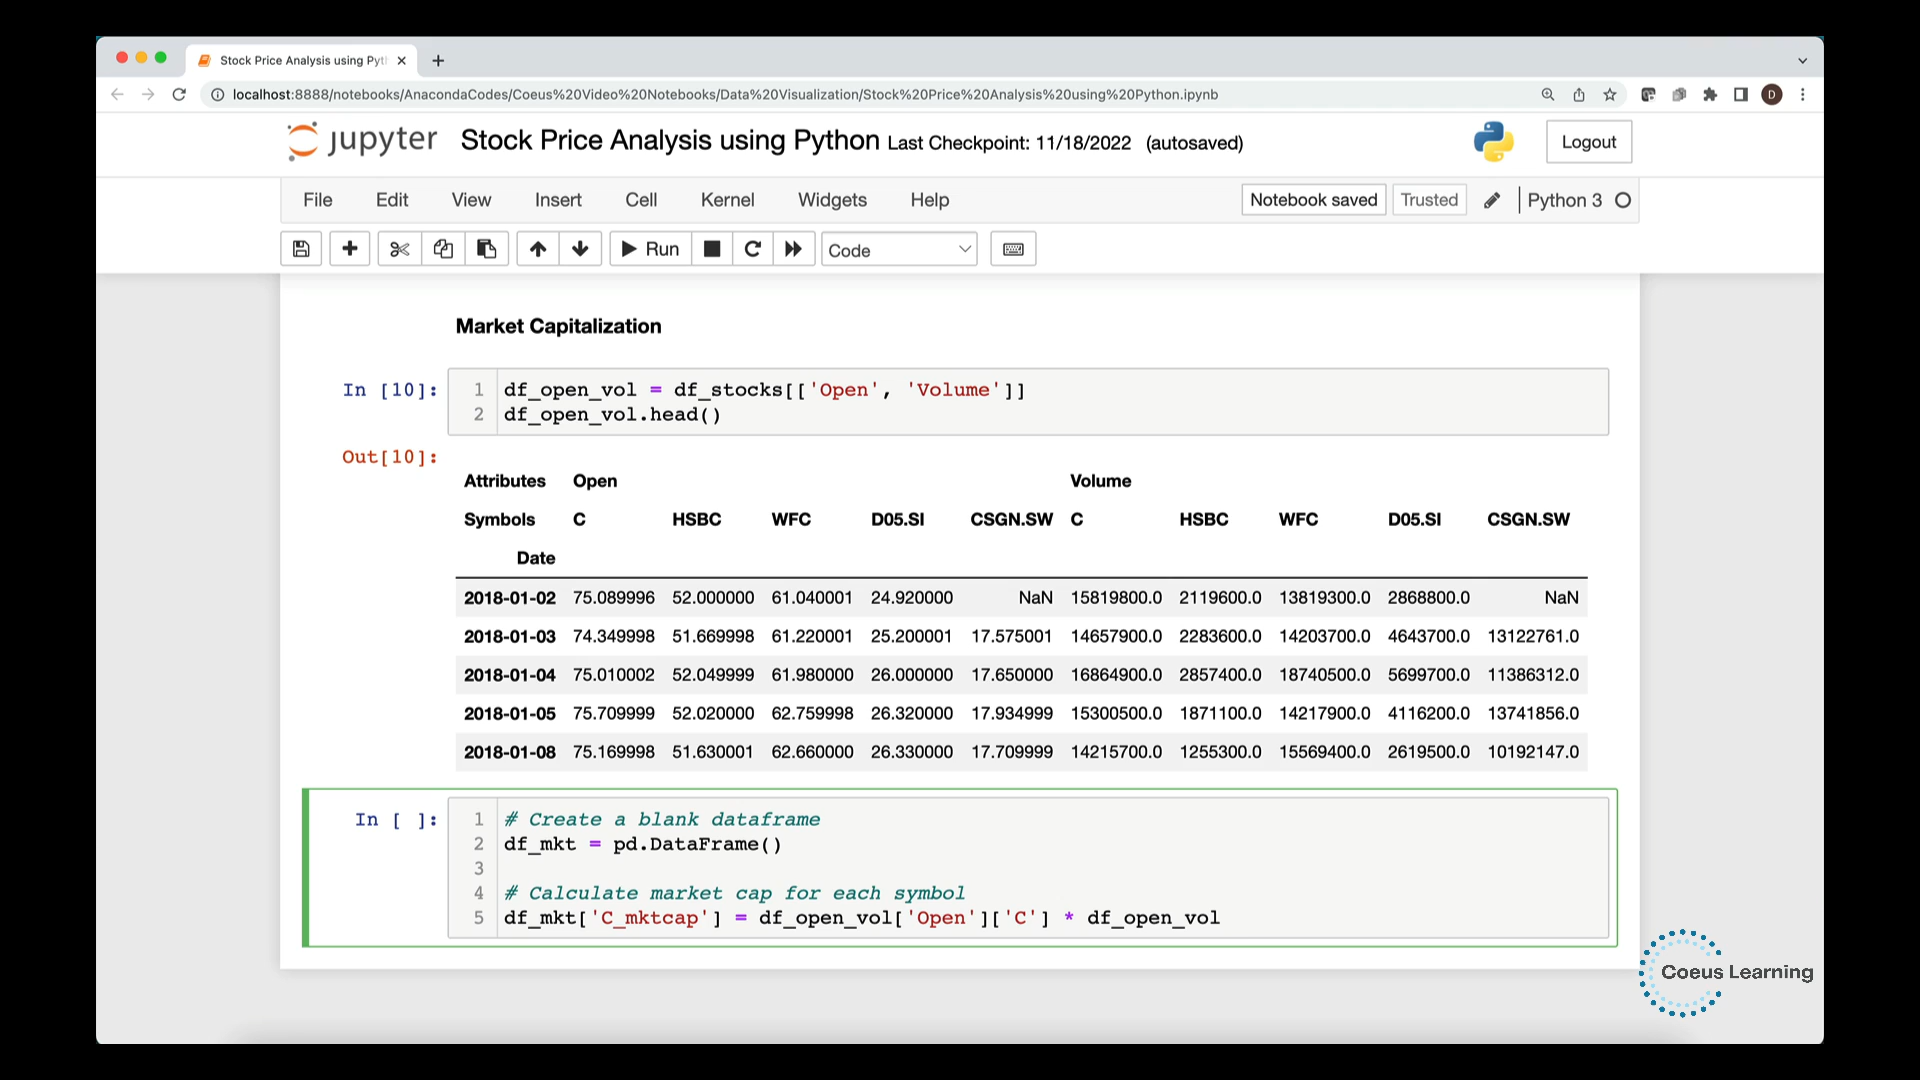 Stock Price Analysis using Pyt
localhost:8888/notebooks/AnacondaCodes/Coeus%20Video%20Notebooks/Data%20Visualization/Stock%20Price%20Analysis%20using%20Python.ipynb
D
jupyter Stock Price Analysis using Python Last Checkpoint: 11/18/2022 (autosaved)
Logout
File Edit View Insert Cell Kernel Widgets Help Notebook saved Trusted Python 3
Run Code
Market Capitalization
In [10]: 1 df_open_vol = df_stocks[['Open', 'Volume']]
2 df_open_vol.head()
Out[10]:
Attributes Open Volume
Symbols C HSBC WFC D05.SI CSGN.SW C HSBC WFC D05.SI CSGN.SW
Date
2018-01-02 75.089996 52.000000 61.040001 24.920000 NaN 15819800.0 2119600.0 13819300.0 2868800.0 NaN
2018-01-03 74.349998 51.669998 61.220001 25.200001 17.575001 14657900.0 2283600.0 14203700.0 4643700.0 13122761.0
2018-01-04 75.010002 52.049999 61.980000 26.000000 17.650000 16864900.0 2857400.0 18740500.0 5699700.0 11386312.0
2018-01-05 75.709999 52.020000 62.759998 26.320000 17.934999 15300500.0 1871100.0 14217900.0 4116200.0 13741856.0
2018-01-08 75.169998 51.630001 62.660000 26.330000 17.709999 14215700.0 1255300.0 15569400.0 2619500.0 10192147.0
In [ ]: 1 # Create a blank dataframe
2 df_mkt = pd.DataFrame()
3
4 # Calculate market cap for each symbol
5 df_mkt['C_mktcap'] = df_open_vol['Open']['C'] * df_open_vol
Coeus Learning